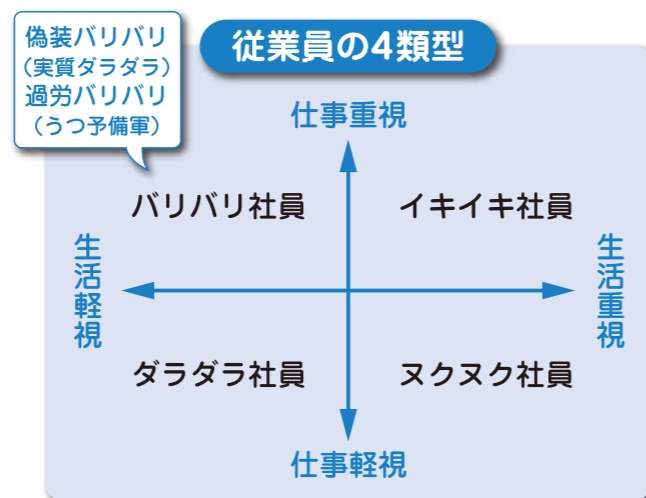 従業員の4類型
偽装バリバリ
（実質ダラダラ）
過労バリバリ
（うつ予備軍）
仕事重視
バリバリ社員
イキイキ社員
生活軽視
生活重視
ダラダラ社員
ヌクヌク社員
仕事軽視